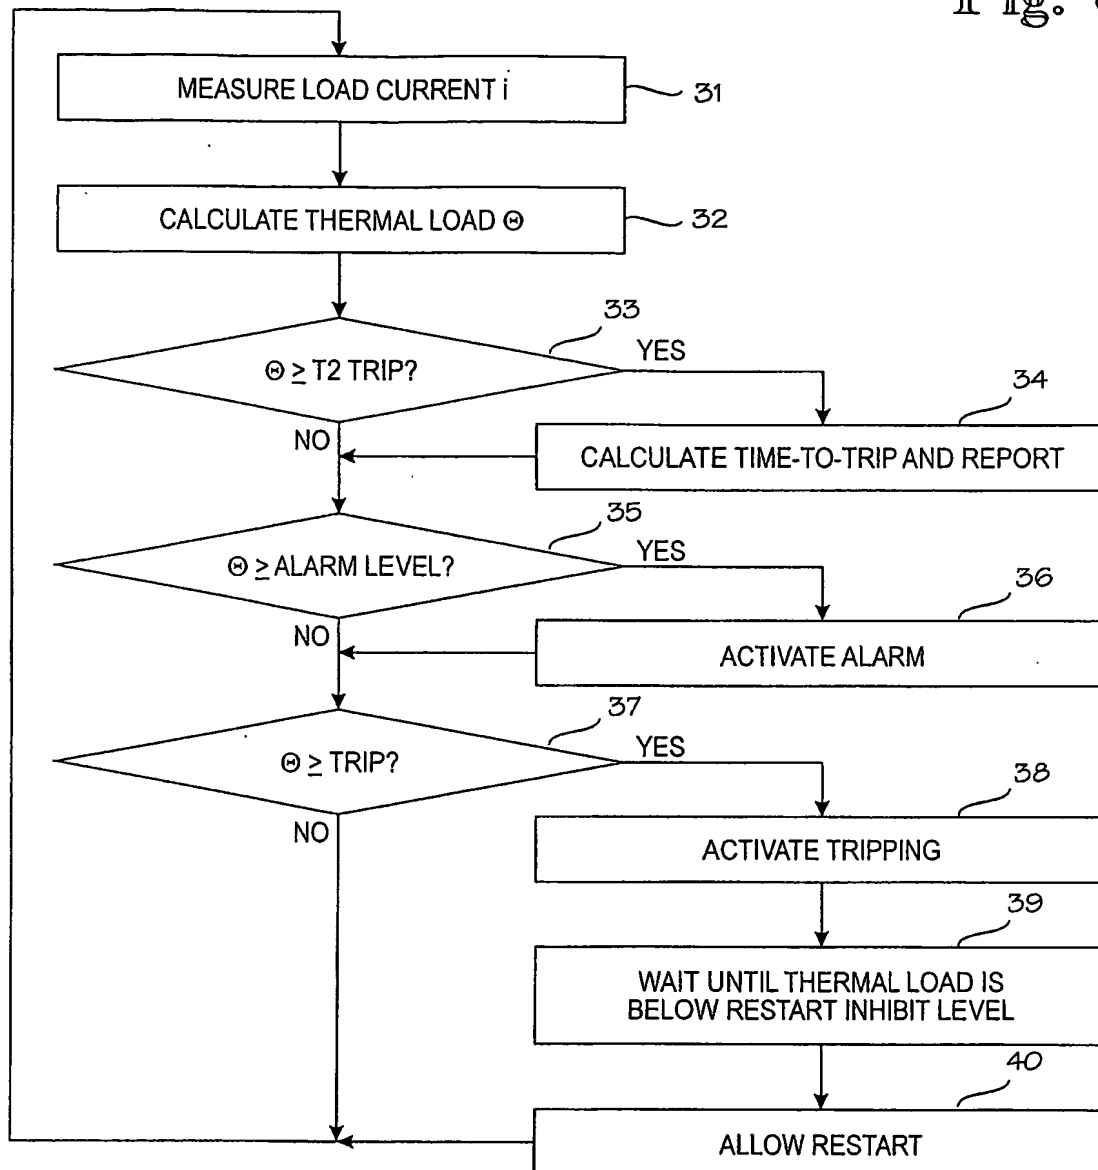 Fig.
MEASURE LOAD CURRENT i
31
CALCULATE THERMAL LOAD Θ
32
33
Θ ≥ T2 TRIP?
YES
NO
34
CALCULATE TIME-TO-TRIP AND REPORT
35
Θ ≥ ALARM LEVEL?
YES
NO
36
ACTIVATE ALARM
37
Θ ≥ TRIP?
YES
NO
38
ACTIVATE TRIPPING
39
WAIT UNTIL THERMAL LOAD IS
BELOW RESTART INHIBIT LEVEL
40
ALLOW RESTART